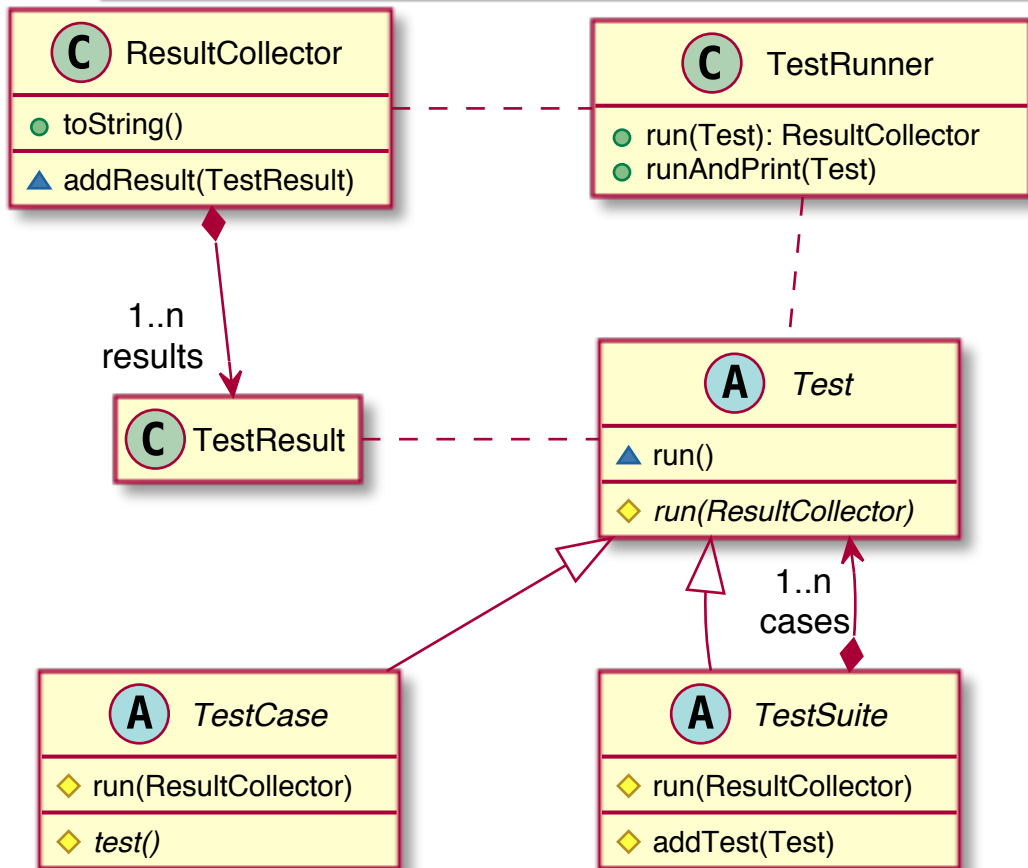 C ResultCollector
toString()
addResult(TestResult)
C TestRunner
run(Test): ResultCollector
runAndPrint(Test)
1..n
results
C TestResult
A Test
run()
run(ResultCollector)
1..n
cases
A TestCase
run(ResultCollector)
test()
A TestSuite
run(ResultCollector)
addTest(Test)